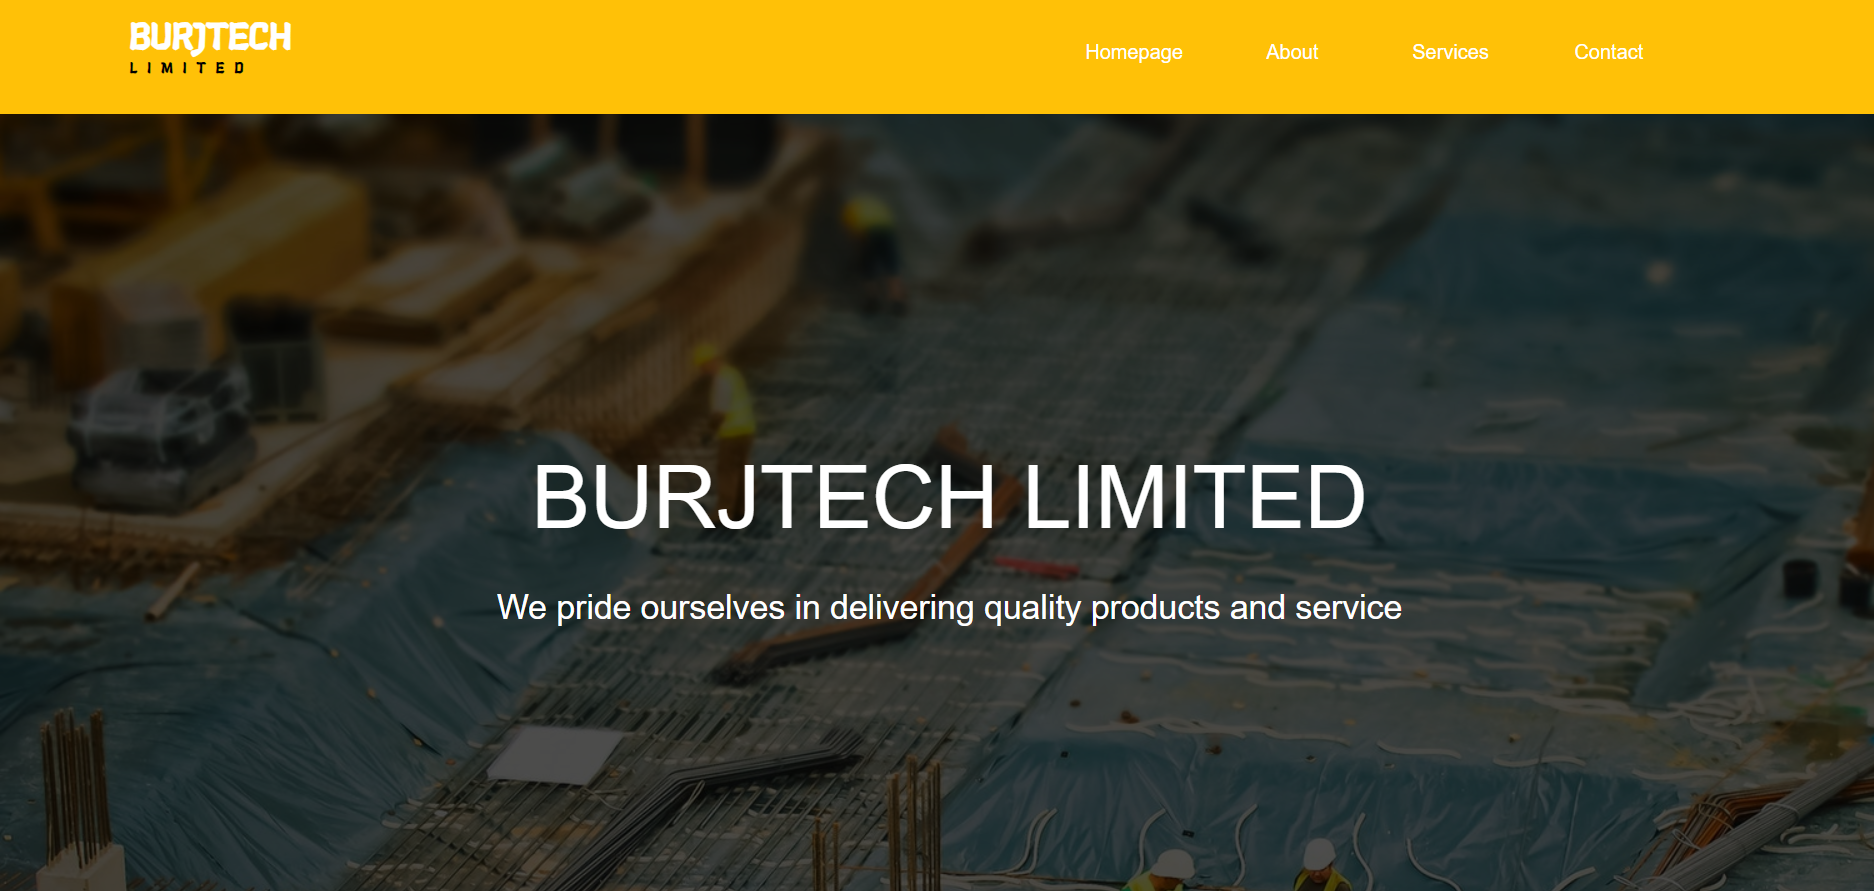 BURJTECH
LIMITED
Homepage About Services Contact
BURJTECH LIMITED
We pride ourselves in delivering quality products and service